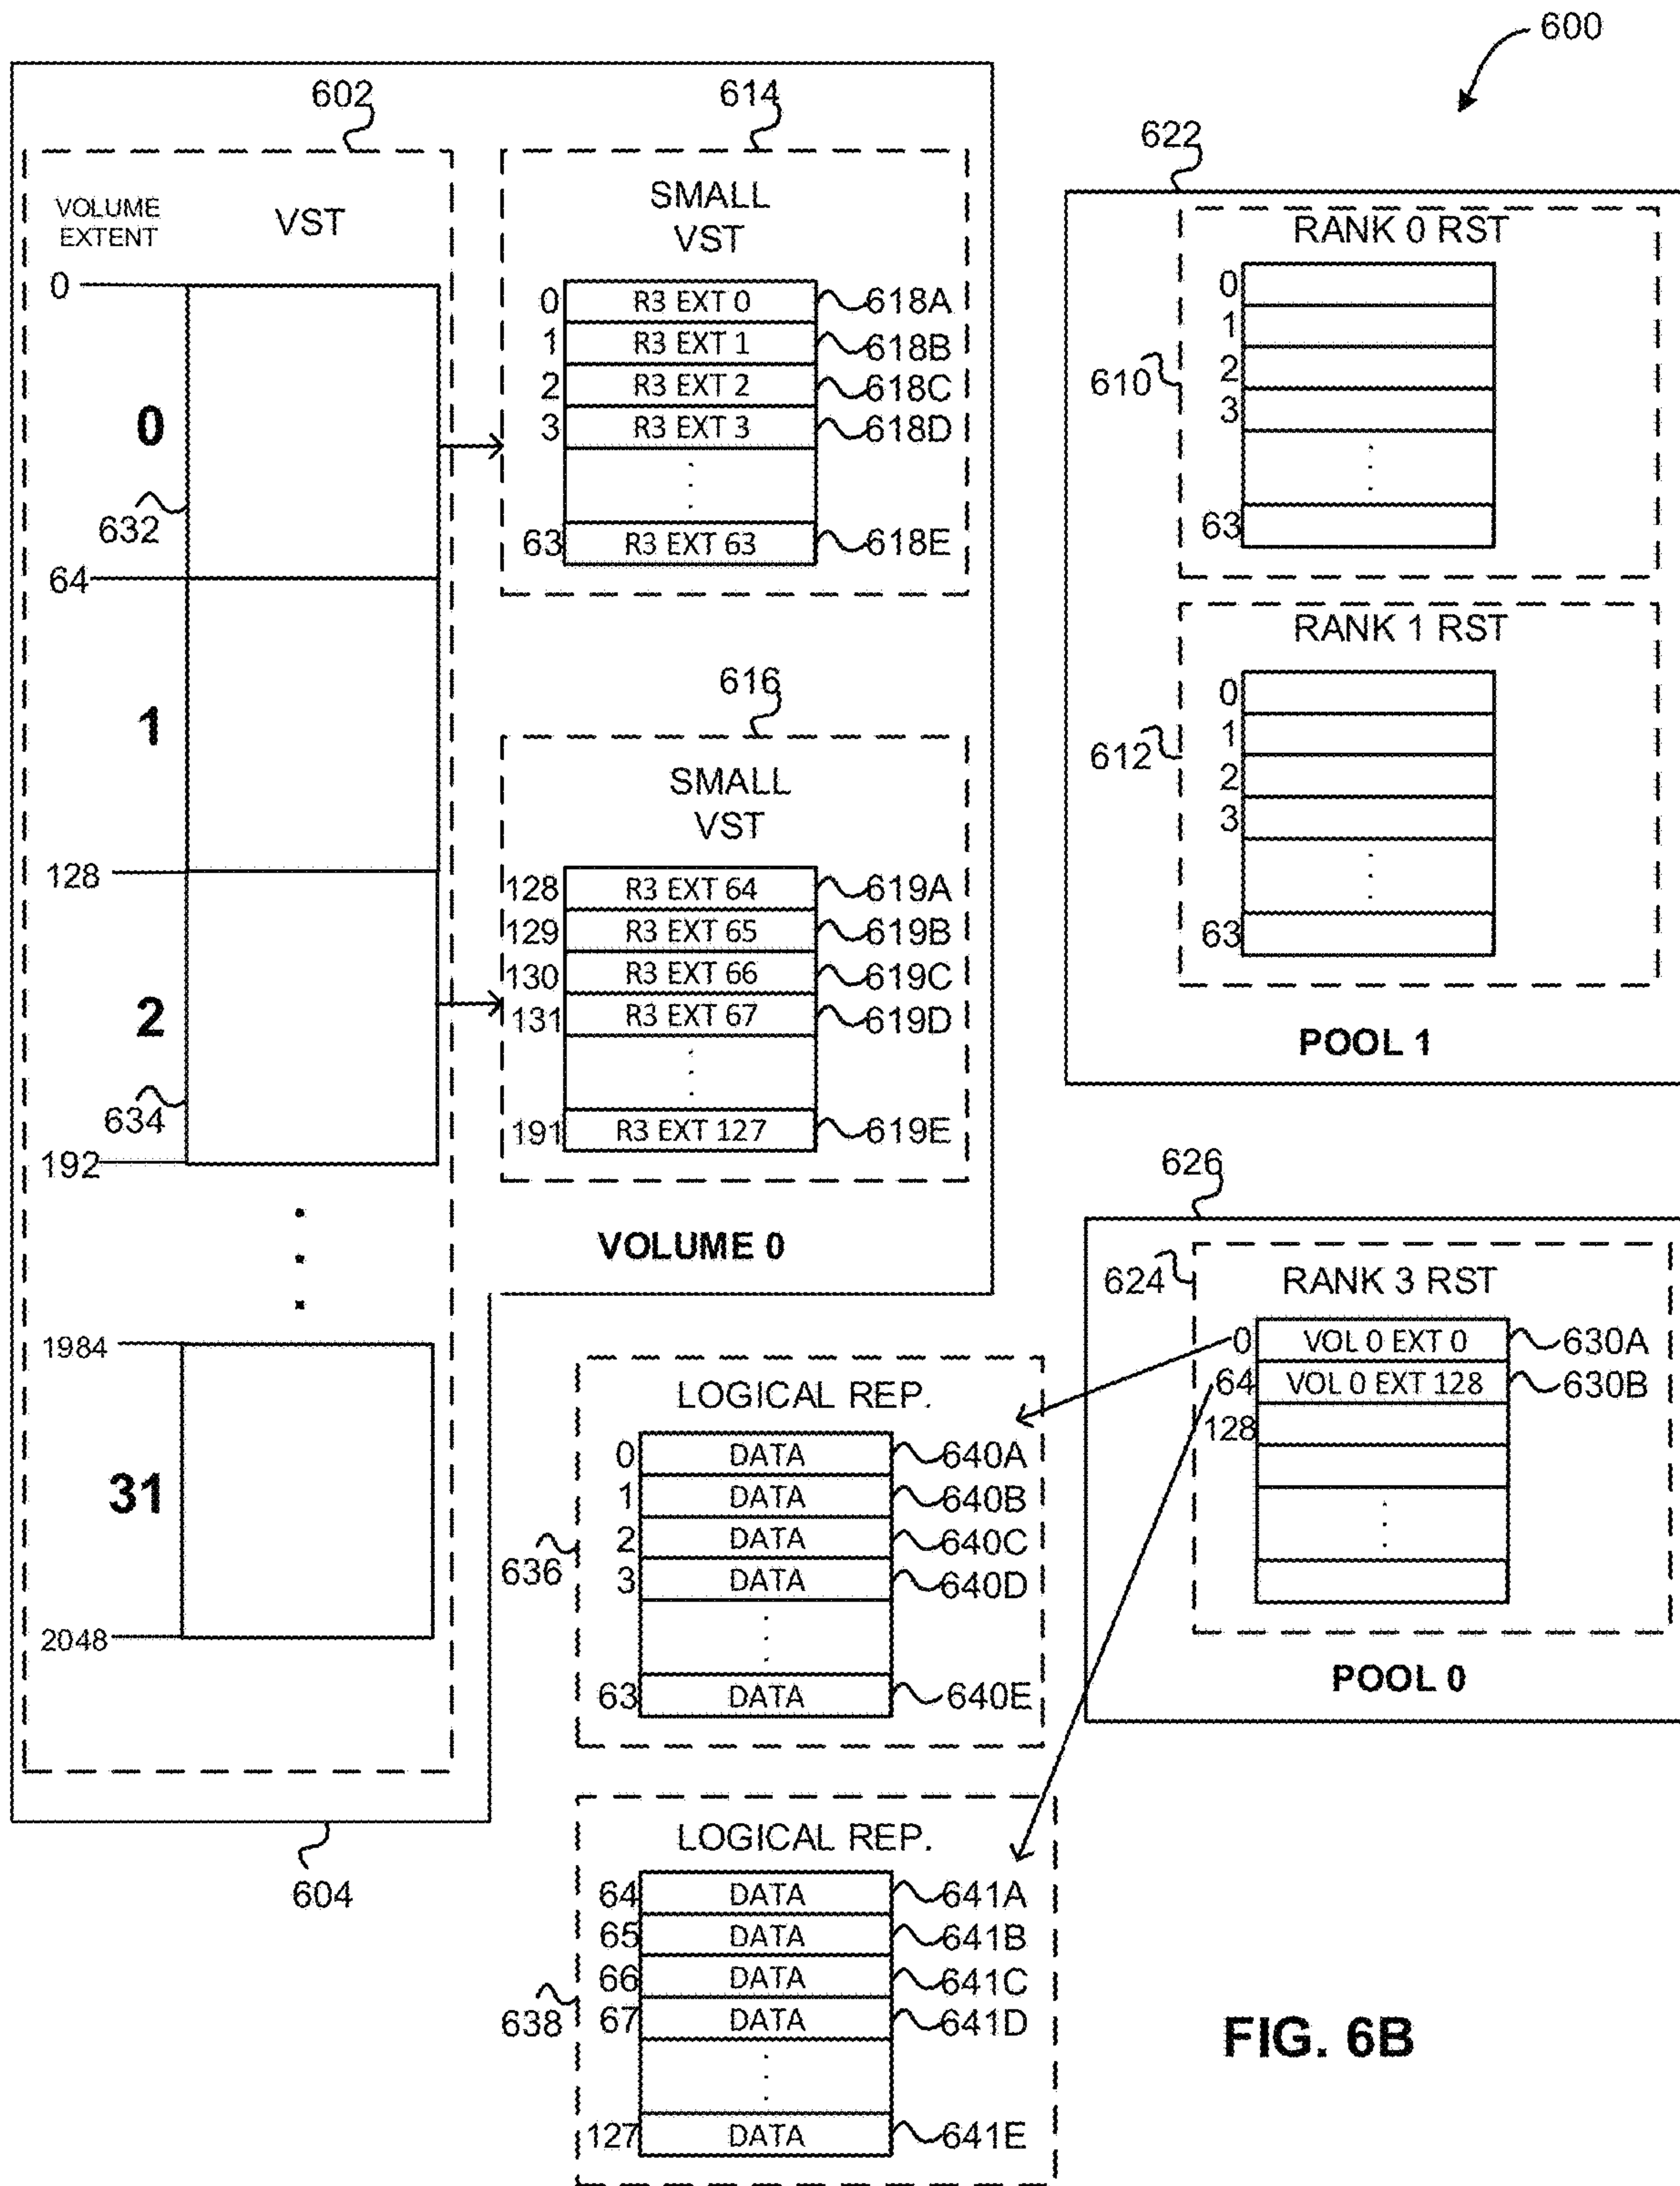 600
602
614
622
VOLUME
EXTENT
VST
SMALL
VST
RANK 0 RST
0
0
632
64
1
128
2
634
192
1984
31
2048
604
0 R3 EXT 0 618A
1 R3 EXT 1 618B
2 R3 EXT 2 618C
3 R3 EXT 3 618D
63 R3 EXT 63 618E
616
SMALL
VST
128 R3 EXT 64 619A
129 R3 EXT 65 619B
130 R3 EXT 66 619C
131 R3 EXT 67 619D
191 R3 EXT 127 619E
VOLUME 0
0
1
610
2
3
63
RANK 1 RST
0
1
612
2
3
63
POOL 1
626
624
RANK 3 RST
0 VOL 0 EXT 0 630A
64 VOL 0 EXT 128 630B
128
POOL 0
LOGICAL REP.
0 DATA 640A
1 DATA 640B
2 DATA 640C
636
3 DATA 640D
63 DATA 640E
LOGICAL REP.
64 DATA 641A
65 DATA 641B
66 DATA 641C
638
67 DATA 641D
127 DATA 641E
FIG. 6B